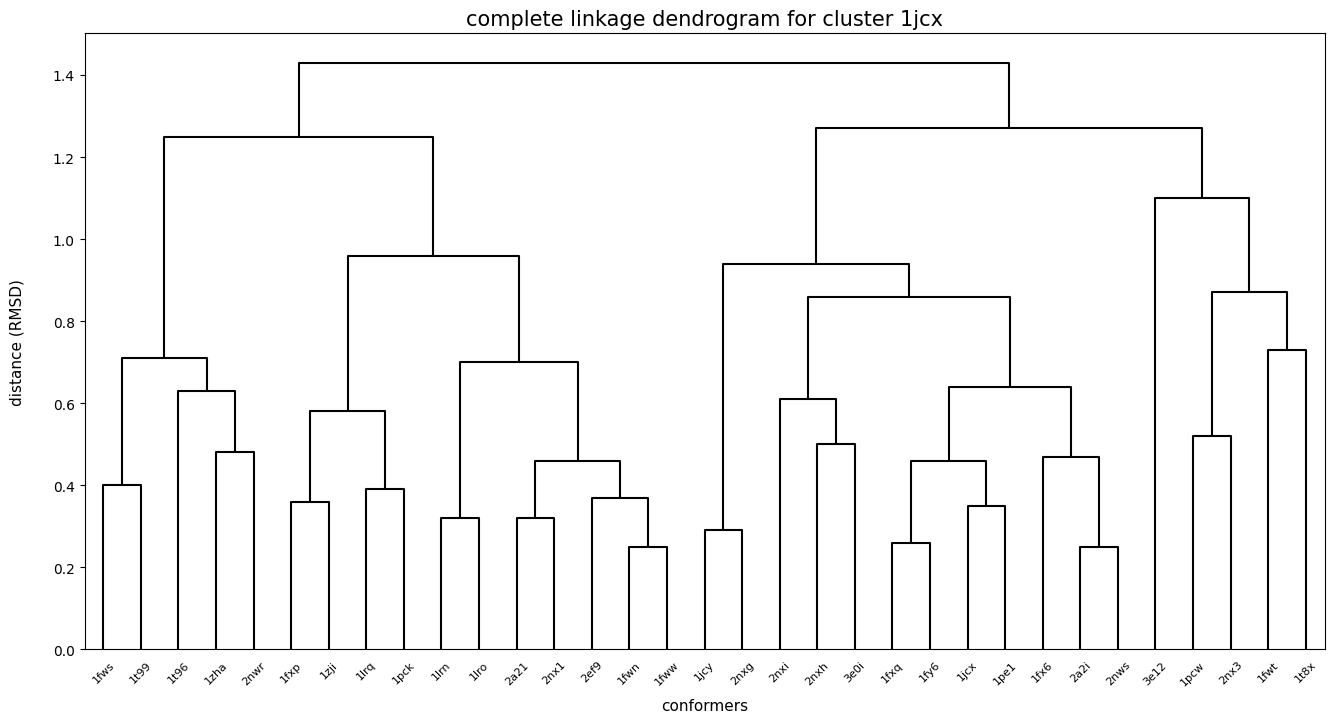 complete linkage dendrogram for cluster 1jcx
1.4
1.2
1.0
0.8
0.6
0.4
0.2
0.0
distance (RMSD)
1fws 1t99 1t96 1zha 2nwr 1fxp 1zji 1lrq 1pck 1lrn 1lro 2a21 2nx1 2ef9 1fwn 1fww 1jcy 2nxg 2nxi 2nxh 3e0i 1fxq 1fy6 1jcx 1pe1 1fx6 2a2i 2nws 3e12 1pcw 2nx3 1fwt 1t8x
conformers